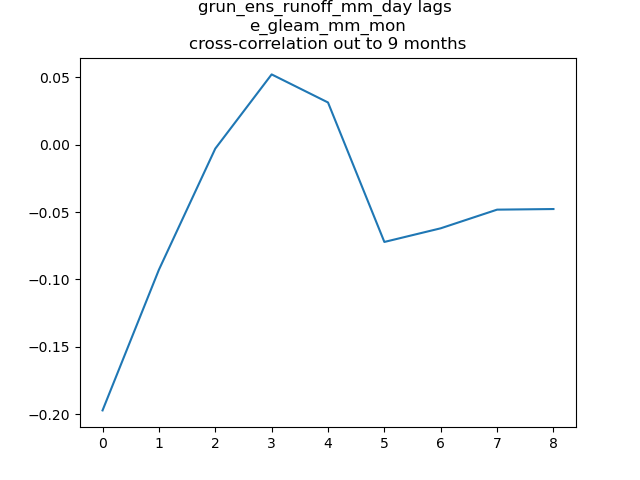 grun_ens_runoff_mm_day lags
e_gleam_mm_mon
cross-correlation out to 9 months
0.05
0.00
−0.05
−0.10
−0.15
−0.20
0 1 2 3 4 5 6 7 8